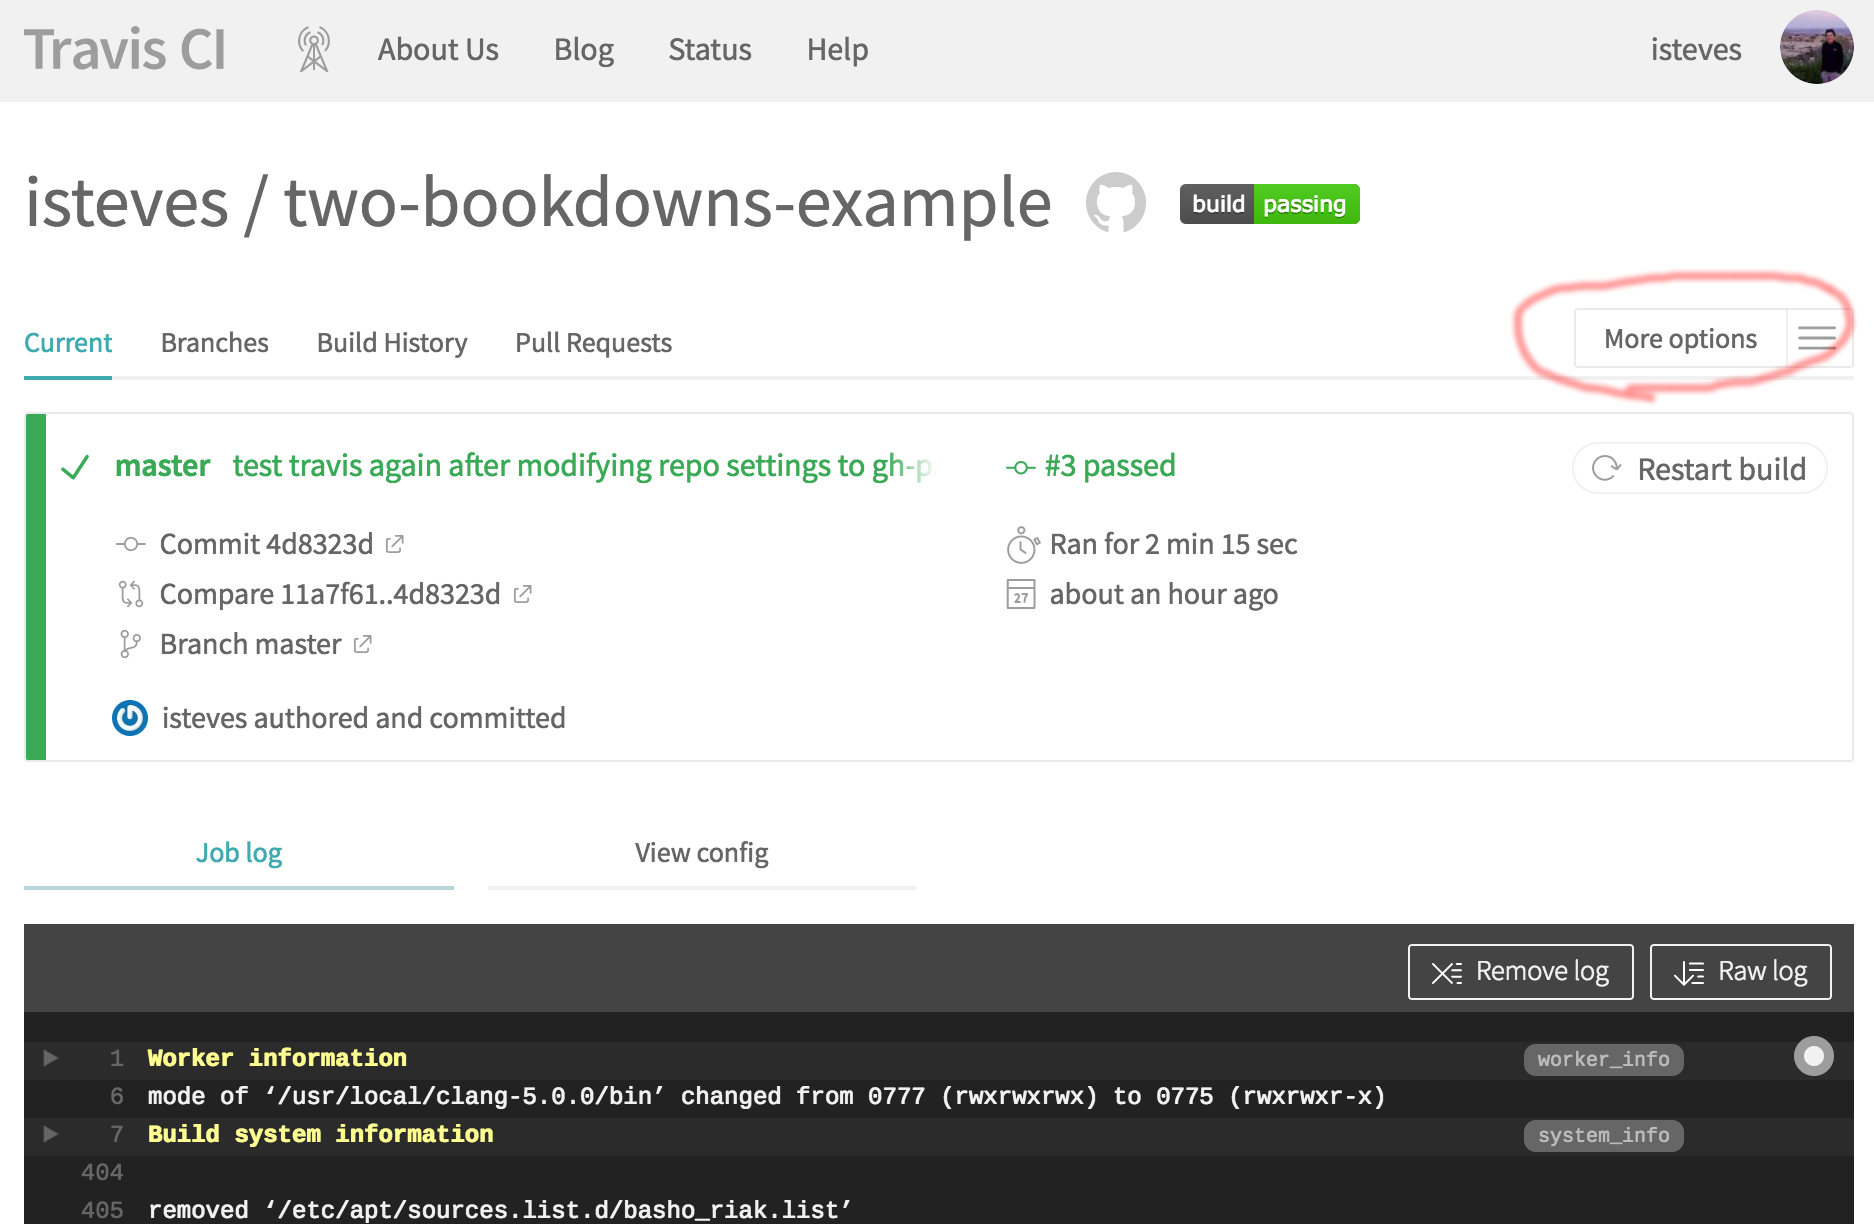 Travis CI About Us Blog Status Help isteves
isteves / two-bookdowns-example build passing
Current Branches Build History Pull Requests More options
master test travis again after modifying repo settings to gh-p #3 passed Restart build
Commit 4d8323d Ran for 2 min 15 sec
Compare 11a7f61..4d8323d 27 about an hour ago
Branch master
isteves authored and committed
Job log View config
Remove log Raw log
1 Worker information worker_info
6 mode of ‘/usr/local/clang-5.0.0/bin’ changed from 0777 (rwxrwxrwx) to 0775 (rwxrwxr-x)
7 Build system information system_info
404
405 removed ‘/etc/apt/sources.list.d/basho_riak.list’